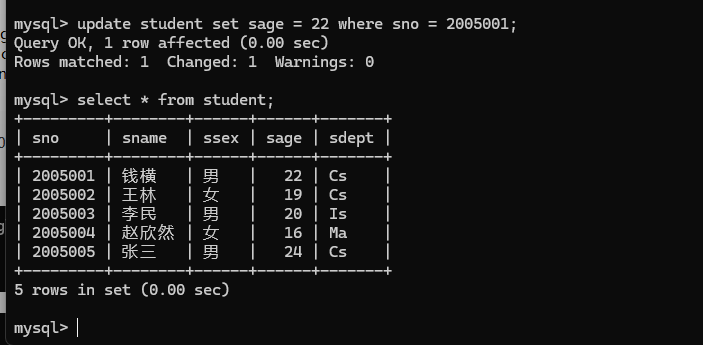 mysql> update student set sage = 22 where sno = 2005001;
Query OK, 1 row affected (0.00 sec)
Rows matched: 1  Changed: 1  Warnings: 0
mysql> select * from student;
+---------+--------+------+------+-------+
| sno     | sname  | ssex | sage | sdept |
+---------+--------+------+------+-------+
| 2005001 | 钱横   | 男   |   22 | Cs    |
| 2005002 | 王林   | 女   |   19 | Cs    |
| 2005003 | 李民   | 男   |   20 | Is    |
| 2005004 | 赵欣然 | 女   |   16 | Ma    |
| 2005005 | 张三   | 男   |   24 | Cs    |
+---------+--------+------+------+-------+
5 rows in set (0.00 sec)
mysql>